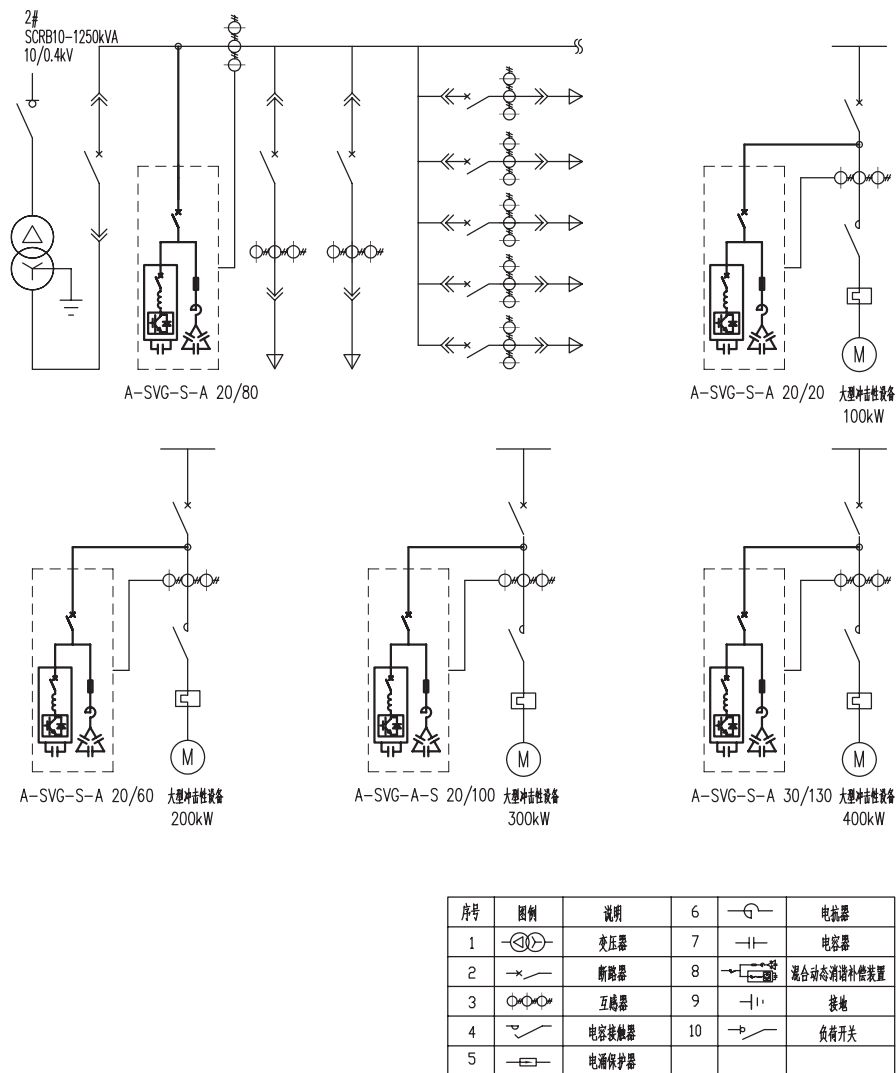 2#
SCRB10-1250kVA
10/0.4kV
A-SVG-S-A 20/80
M
A-SVG-S-A 20/20 大型冲击性设备
100kW
M
A-SVG-S-A 20/60 大型冲击性设备
200kW
M
A-SVG-A-S 20/100 大型冲击性设备
300kW
M
A-SVG-S-A 30/130 大型冲击性设备
400kW
序号 图例 说明 6 电抗器
1 变压器 7 电容器
2 断路器 8 混合动态消谐补偿装置
3 互感器 9 接地
4 电容接触器 10 负荷开关
5 电涌保护器